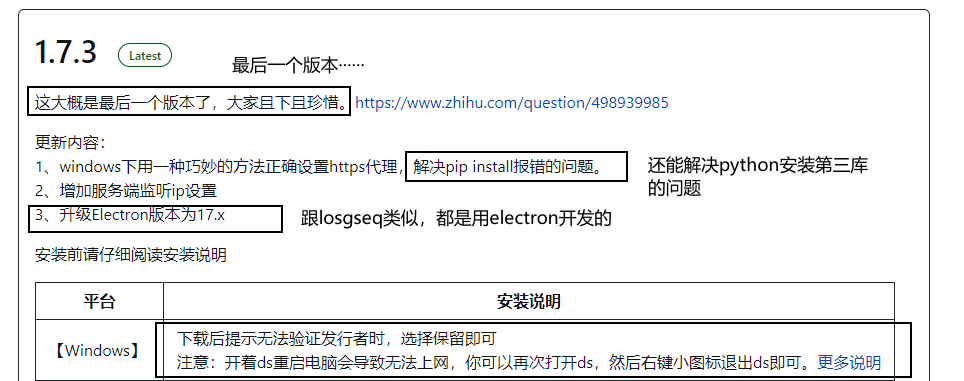 1.7.3 Latest
最后一个版本······
这大概是最后一个版本了，大家且下且珍惜。https://www.zhihu.com/question/498939985
更新内容：
1、windows下用一种巧妙的方法正确设置https代理，解决pip install报错的问题。
还能解决python安装第三库
的问题
2、增加服务端监听ip设置
3、升级Electron版本为17.x
跟losgseq类似，都是用electron开发的
安装前请仔细阅读安装说明
平台 安装说明
【Windows】
下载后提示无法验证发行者时，选择保留即可
注意：开着ds重启电脑会导致无法上网，你可以再次打开ds，然后右键小图标退出ds即可。更多说明